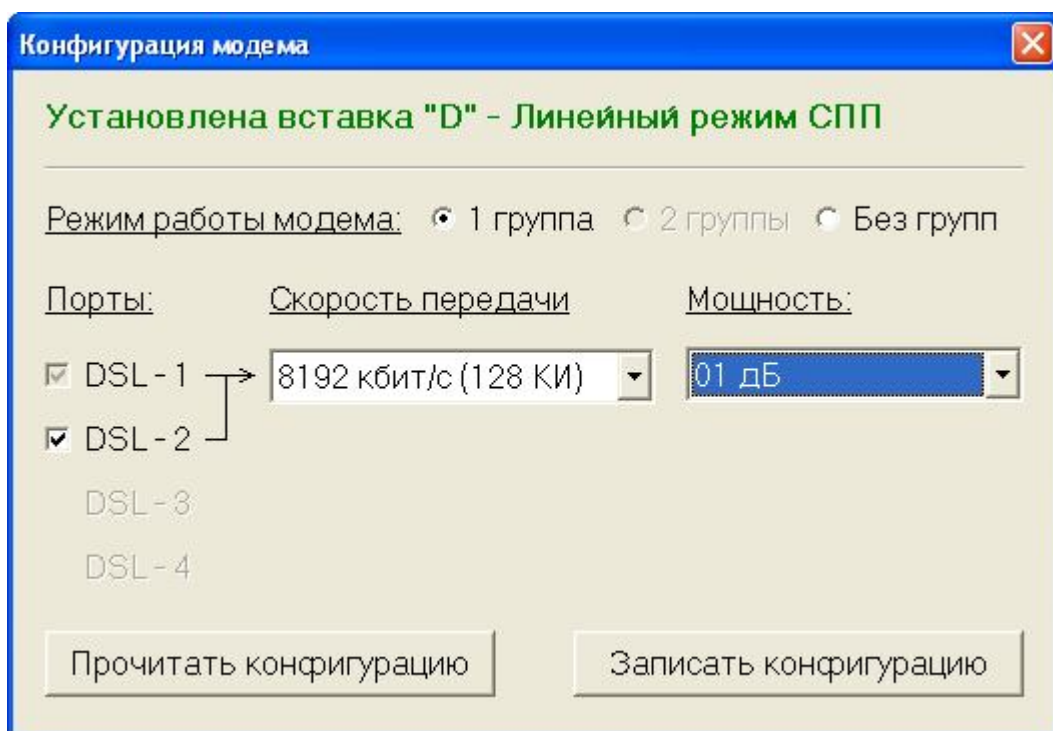 Конфигурация модема
Установлена вставка "D" - Линейный режим СПП
Режим работы модема: 1 группа 2 группы Без групп
Порты: Скорость передачи Мощность:
DSL - 1 8192 кбит/с (128 КИ) 01 дБ
DSL - 2
DSL - 3
DSL - 4
Прочитать конфигурацию Записать конфигурацию